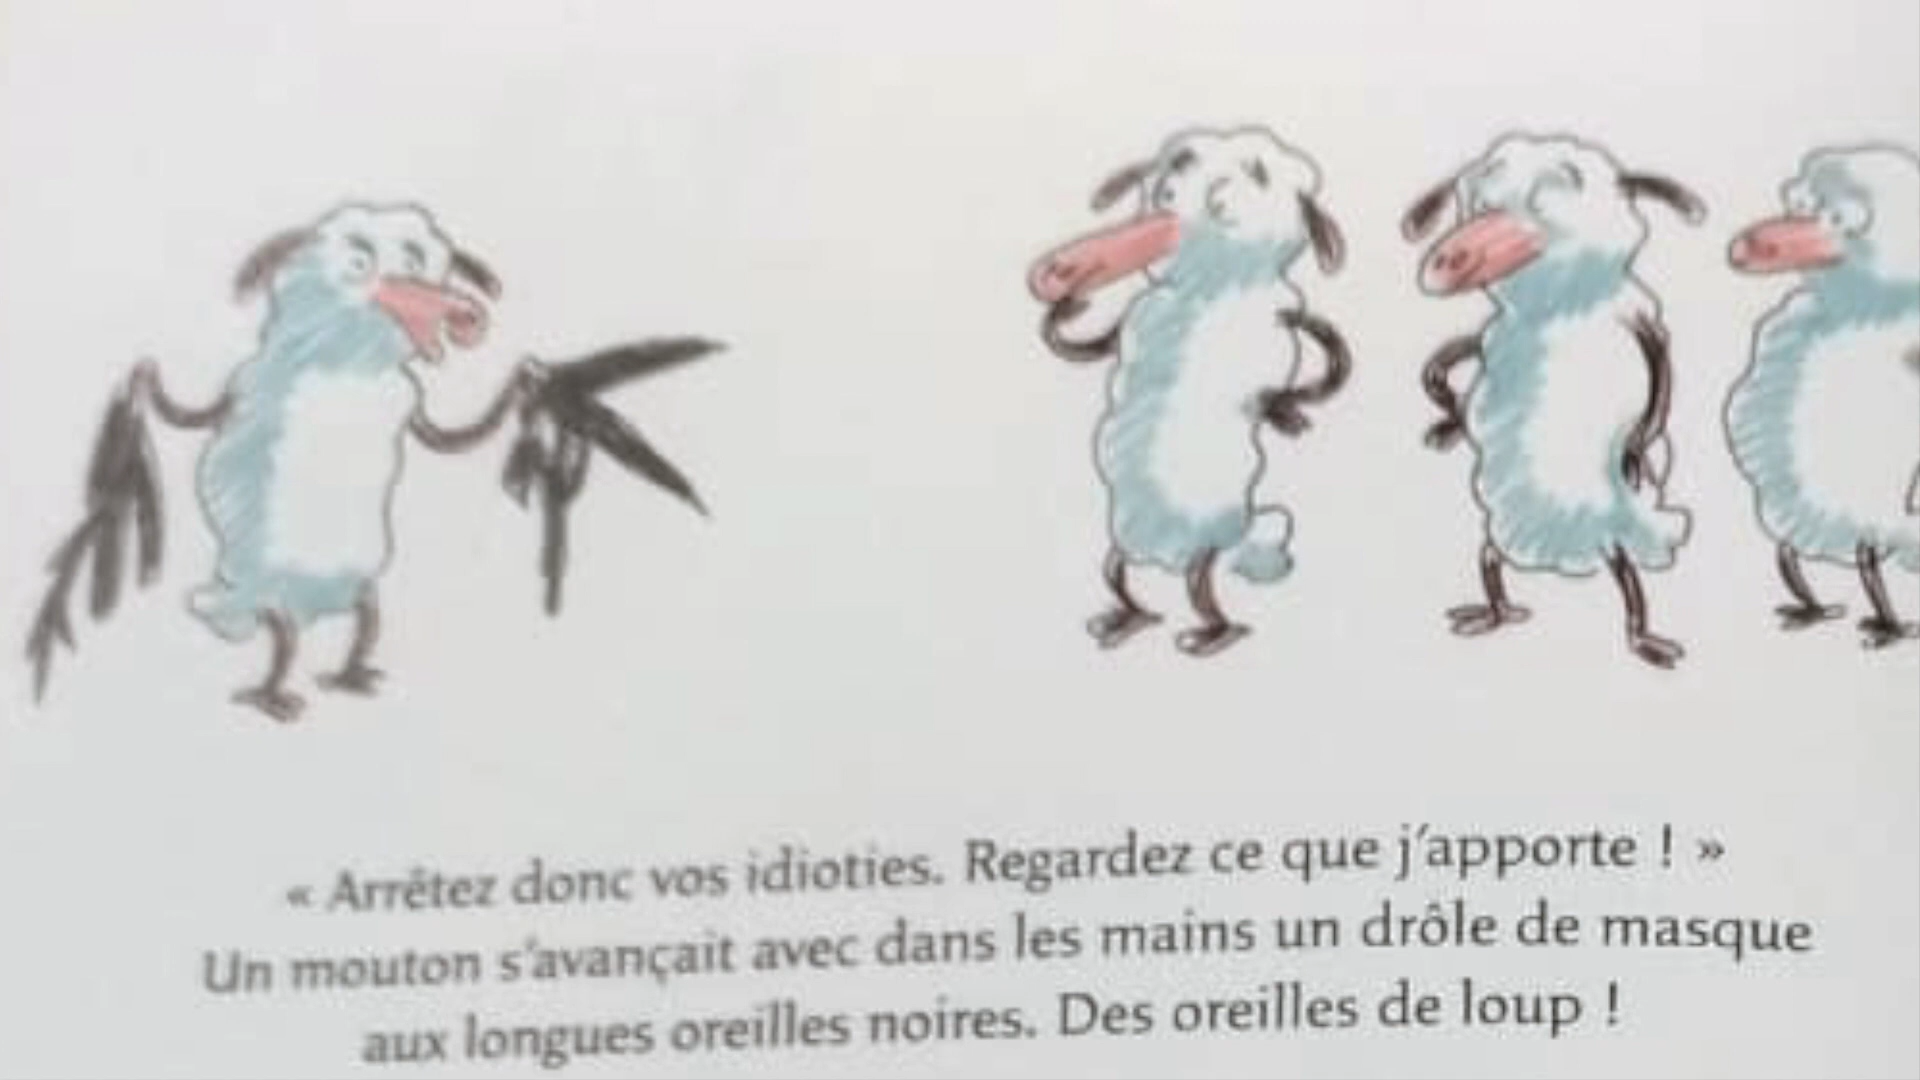 « Arrêtez donc vos idioties. Regardez ce que j'apporte ! »
Un mouton s'avançait avec dans les mains un drôle de masque
aux longues oreilles noires. Des oreilles de loup !